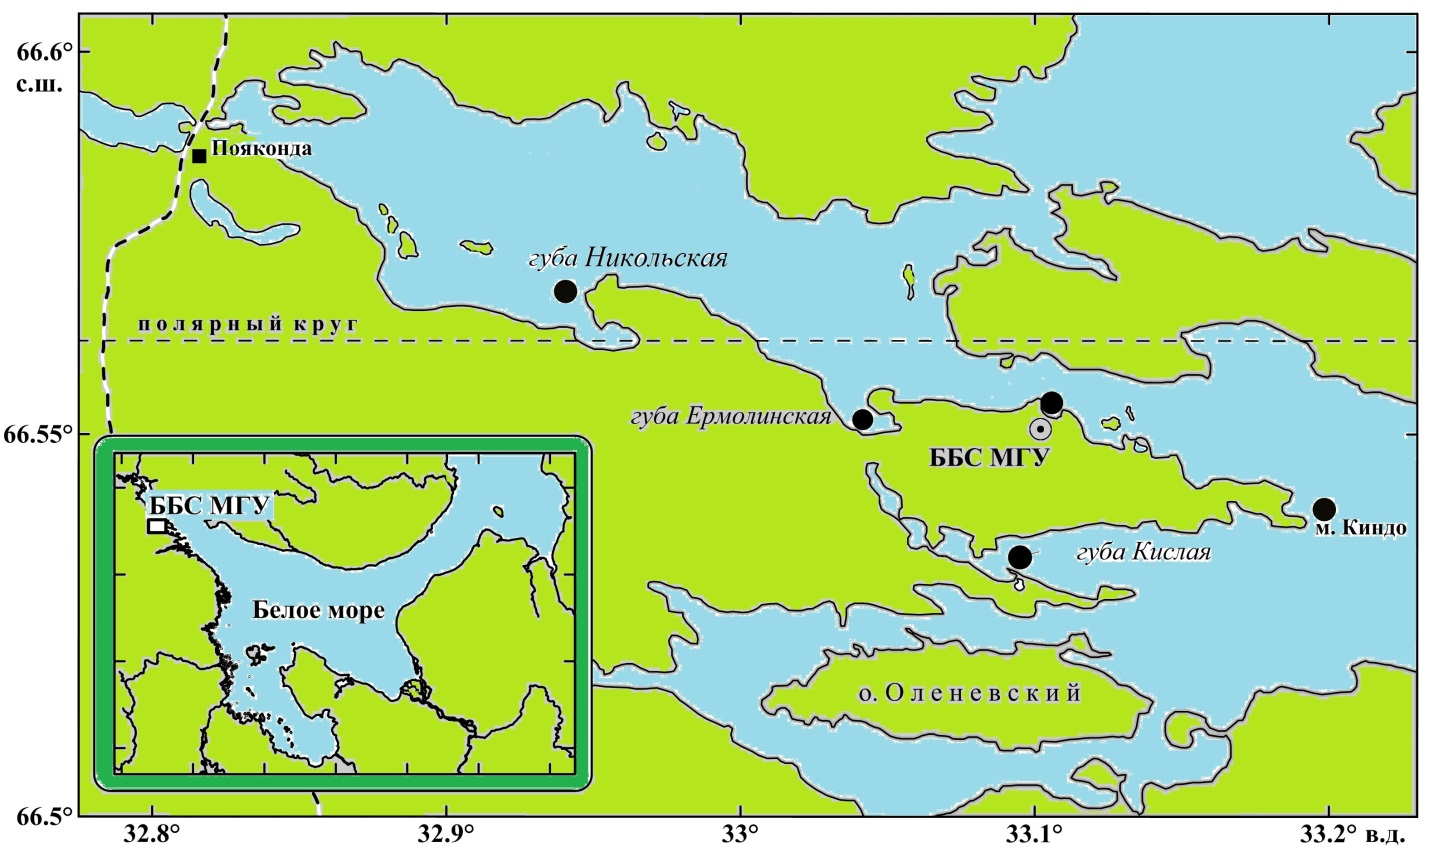 66.6°
с.ш.
Пояконда
губа Никольская
полярный круг
губа Ермолинская
66.55°
ББС МГУ
ББС МГУ
м. Киндо
губа Кислая
Белое море
о. Оленевский
66.5°
32.8°
32.9°
33°
33.1°
33.2° в.д.